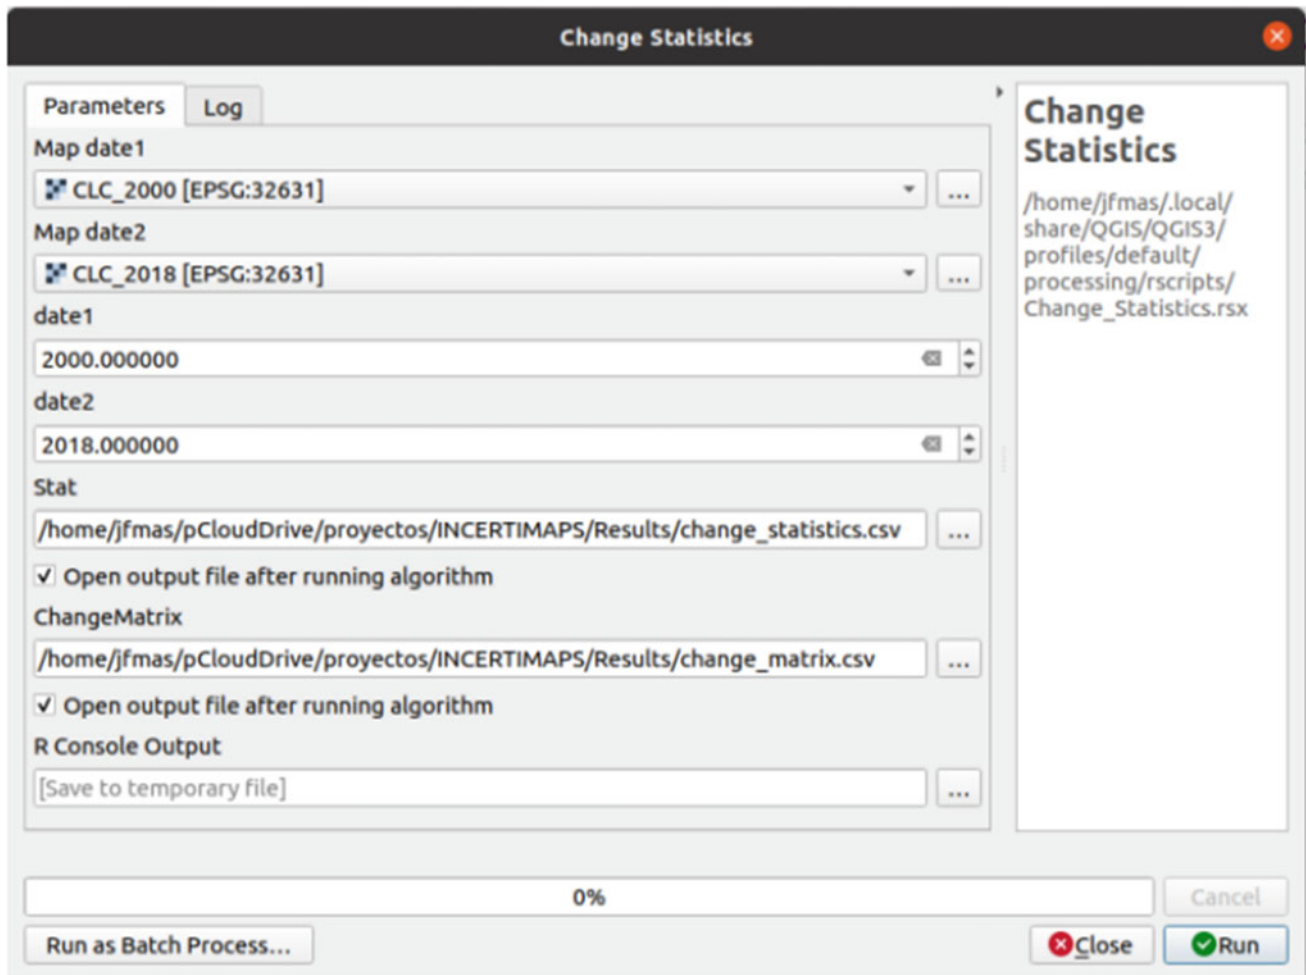 Change Statistics
Parameters
Log
Map date1
CLC_2000 [EPSG:32631]
...
Map date2
CLC_2018 [EPSG:32631]
...
date1
2000.000000
date2
2018.000000
Stat
/home/jfmas/pCloudDrive/proyectos/INCERTIMAPS/Results/change_statistics.csv
...
Open output file after running algorithm
ChangeMatrix
/home/jfmas/pCloudDrive/proyectos/INCERTIMAPS/Results/change_matrix.csv
...
Open output file after running algorithm
R Console Output
[Save to temporary file]
...
Change
Statistics
/home/jfmas/.local/
share/QGIS/QGIS3/
profiles/default/
processing/rscripts/
Change_Statistics.rsx
0%
Cancel
Run as Batch Process...
Close
Run